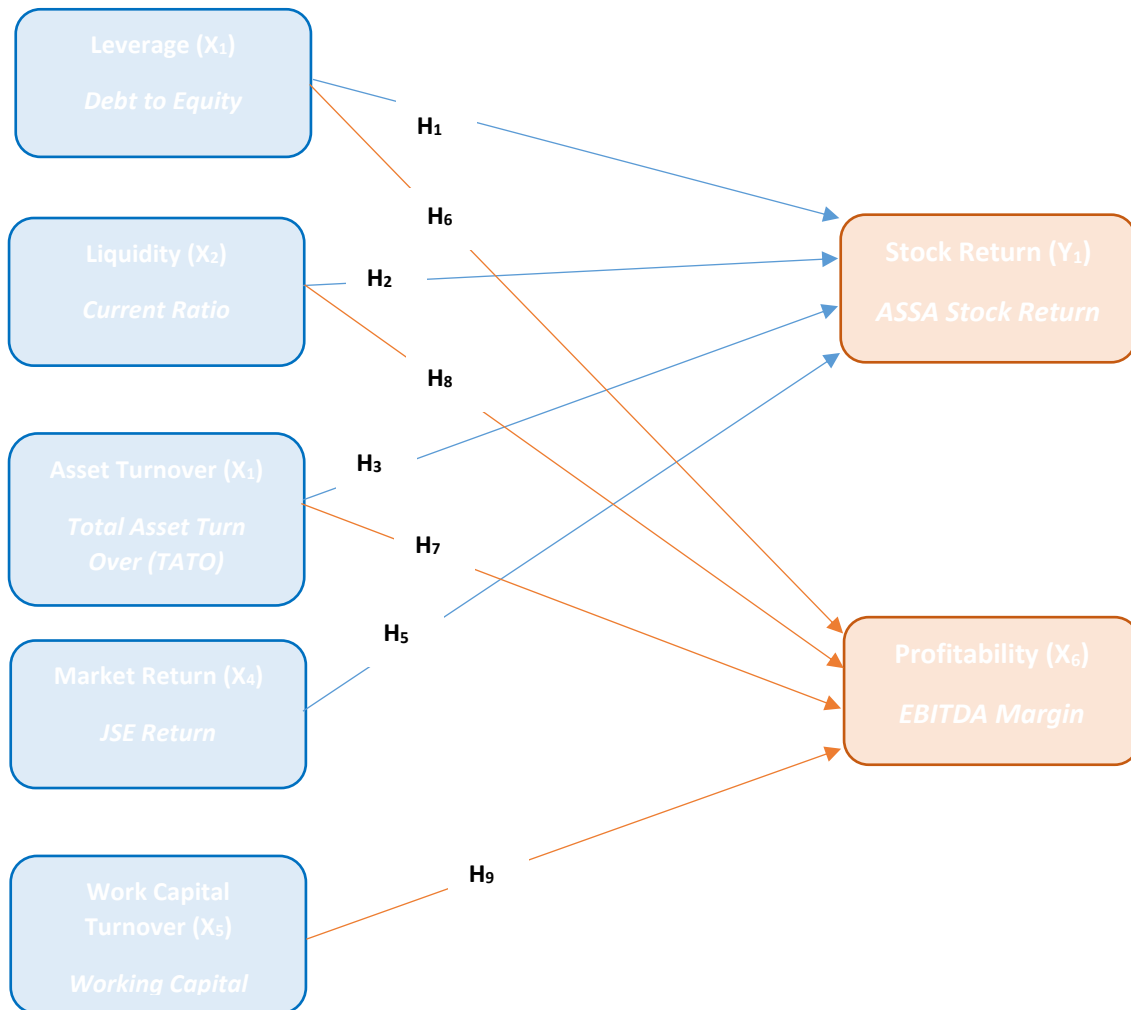 Leverage (X₁)
Debt to Equity
H₁
H₆
Liquidity (X₂)
Current Ratio
H₂
H₈
Stock Return (Y₁)
ASSA Stock Return
Asset Turnover (X₁)
Total Asset Turn
Over (TATO)
H₃
H₇
Market Return (X₄)
JSE Return
H₅
Profitability (X₆)
EBITDA Margin
Work Capital
Turnover (X₅)
Working Capital
H₉